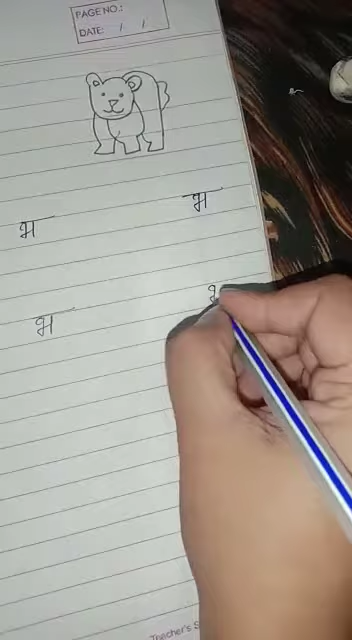 PAGE NO.:
DATE: / /
भ
भ
भ
Teacher's